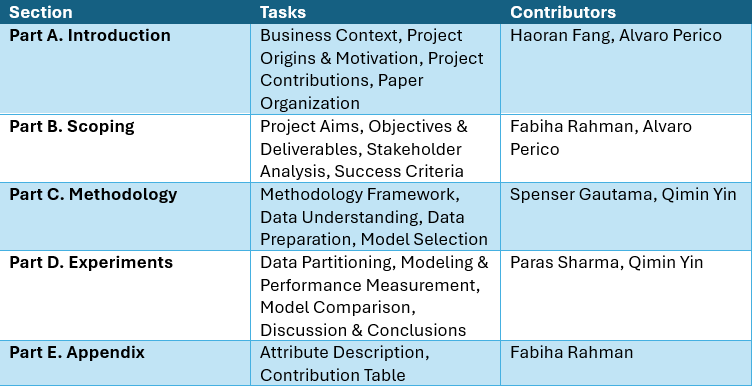 Section Tasks Contributors
Part A. Introduction
Business Context, Project
Origins & Motivation, Project
Contributions, Paper
Organization
Haoran Fang, Alvaro Perico
Part B. Scoping
Project Aims, Objectives &
Deliverables, Stakeholder
Analysis, Success Criteria
Fabiha Rahman, Alvaro
Perico
Part C. Methodology
Methodology Framework,
Data Understanding, Data
Preparation, Model Selection
Spenser Gautama, Qimin Yin
Part D. Experiments
Data Partitioning, Modeling &
Performance Measurement,
Model Comparison,
Discussion & Conclusions
Paras Sharma, Qimin Yin
Part E. Appendix
Attribute Description,
Contribution Table
Fabiha Rahman